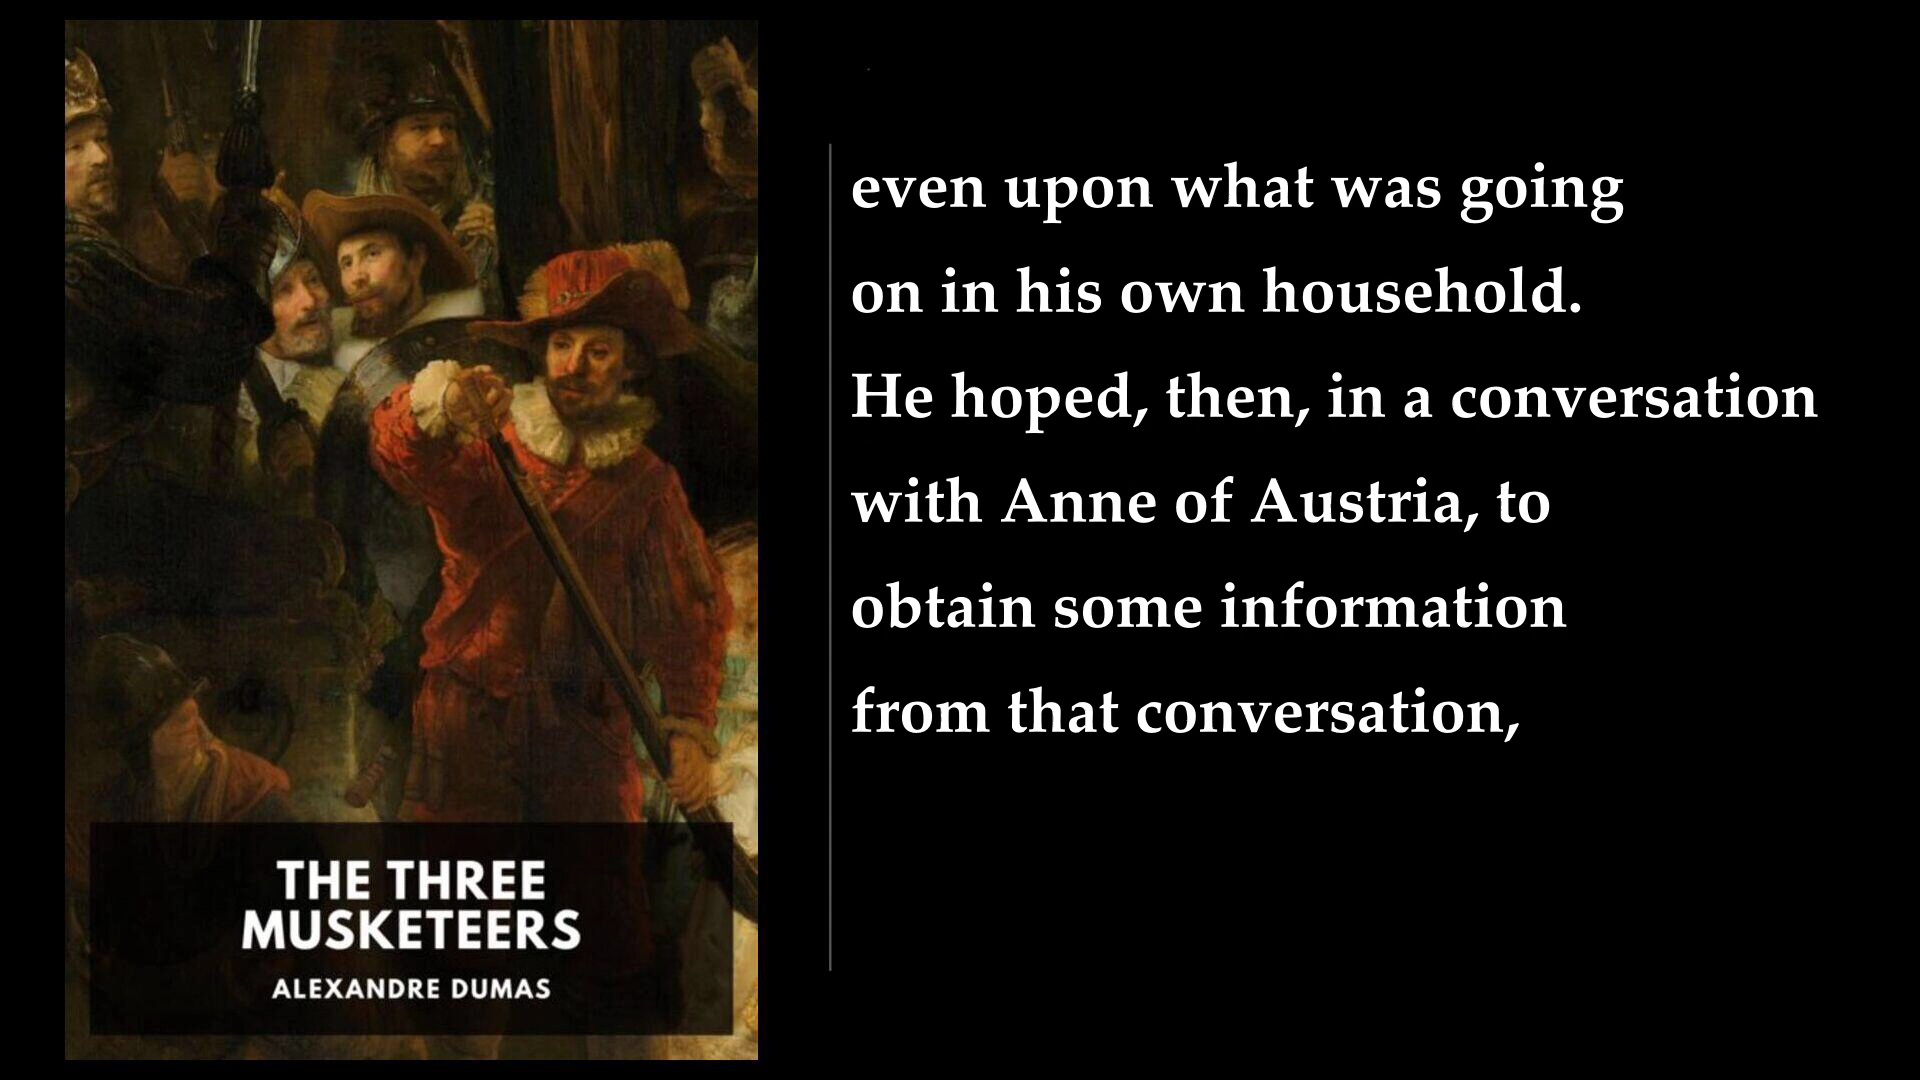 THE THREE
MUSKETEERS
ALEXANDRE DUMAS
even upon what was going
on in his own household.
He hoped, then, in a conversation
with Anne of Austria, to
obtain some information
from that conversation,